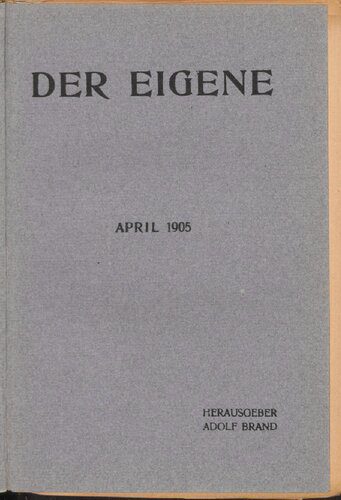 DER EIGENE
APRIL 1905
HERAUSGEBER
ADOLF BRAND